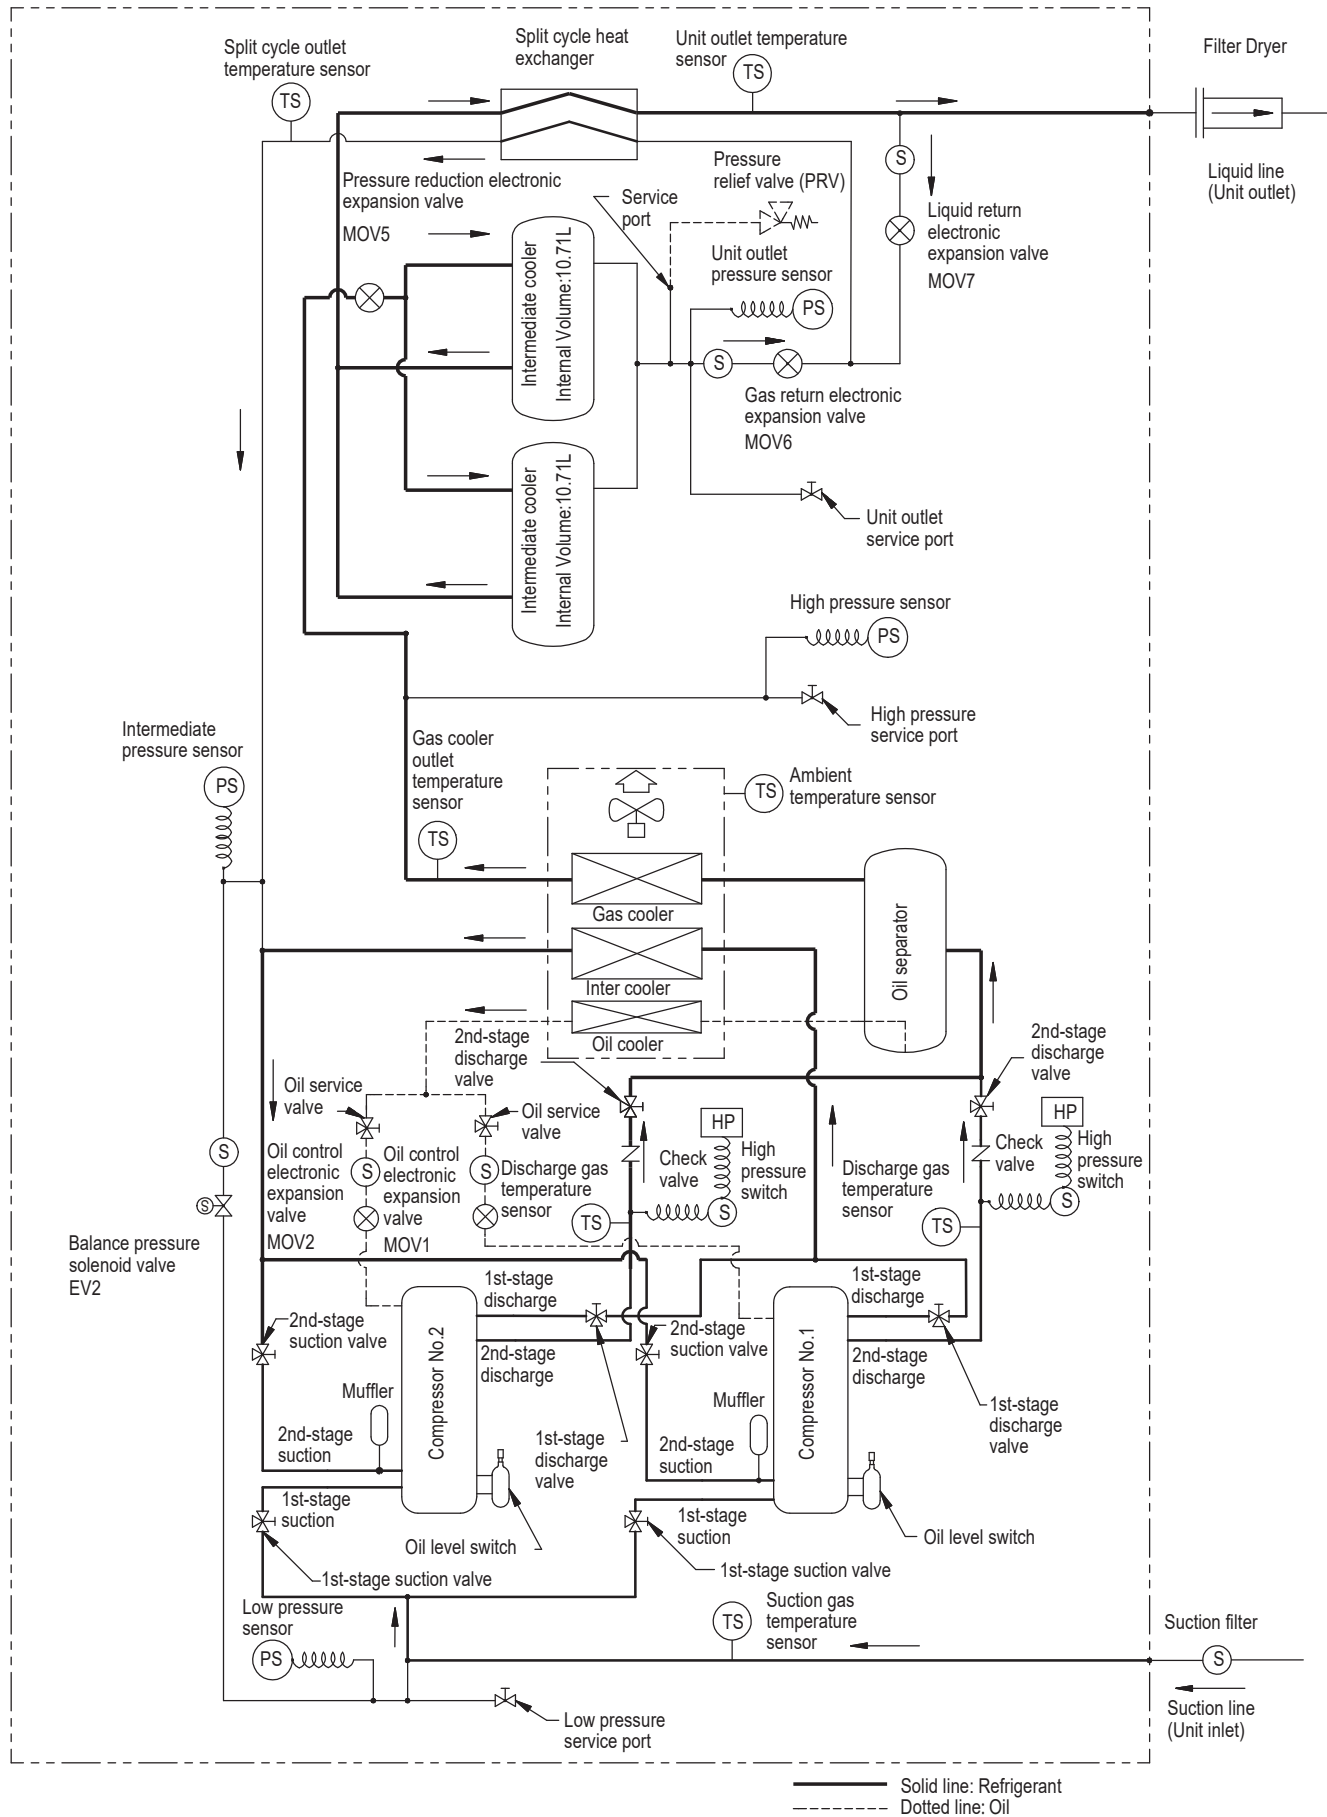 Split cycle outlet
temperature sensor
TS
Split cycle heat
exchanger
Unit outlet temperature
sensor
TS
Filter Dryer
Liquid line
(Unit outlet)
Pressure reduction electronic
expansion valve
MOV5
Service
port
Pressure
relief valve (PRV)
Unit outlet
pressure sensor
PS
S
Liquid return
electronic
expansion valve
MOV7
Intermediate cooler
Internal Volume:10.71L
S
Gas return electronic
expansion valve
MOV6
Intermediate cooler
Internal Volume:10.71L
Unit outlet
service port
High pressure sensor
PS
High pressure
service port
Intermediate
pressure sensor
PS
Gas cooler
outlet
temperature
sensor
TS
TS
Ambient
temperature sensor
Gas cooler
Inter cooler
Oil cooler
Oil separator
2nd-stage
discharge
valve
2nd-stage
discharge
valve
Oil service
valve
Oil service
valve
S
S
Balance pressure
solenoid valve
EV2
Oil control
electronic
expansion
valve
MOV2
S
Oil control
electronic
expansion
valve
MOV1
S
Discharge gas
temperature
sensor
TS
Check
valve
HP
High
pressure
switch
S
Discharge gas
temperature
sensor
TS
Check
valve
HP
High
pressure
switch
S
1st-stage
discharge
2nd-stage
discharge
2nd-stage
suction valve
Compressor No.2
Muffler
2nd-stage
suction
1st-stage
suction
1st-stage
discharge
valve
Oil level switch
1st-stage suction valve
2nd-stage
suction valve
Compressor No.1
1st-stage
discharge
2nd-stage
discharge
Muffler
2nd-stage
suction
1st-stage
suction
1st-stage
discharge
valve
Oil level switch
1st-stage suction valve
Low pressure
sensor
PS
TS
Suction gas
temperature
sensor
Suction filter
S
Suction line
(Unit inlet)
Low pressure
service port
Solid line: Refrigerant
Dotted line: Oil